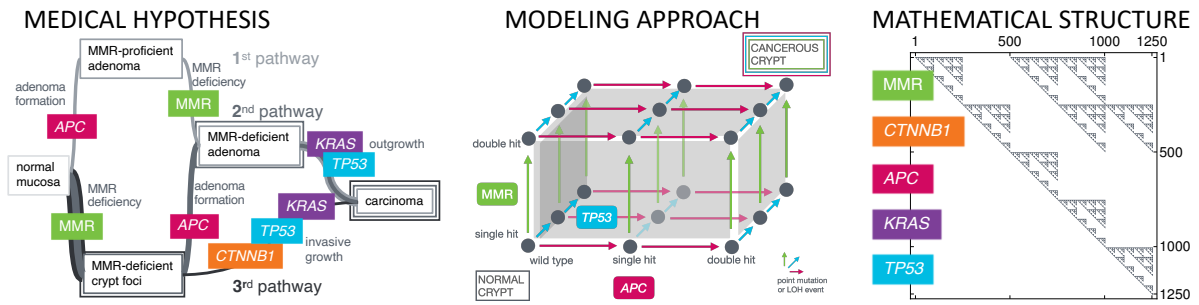 MEDICAL HYPOTHESIS
MMR-proficient
adenoma
1st pathway
adenoma
formation
MMR
deficiency
MMR
APC
2nd pathway
MMR-deficient
adenoma
KRAS
TP53
outgrowth
normal
mucosa
MMR
deficiency
adenoma
formation
MMR
APC
KRAS
carcinoma
TP53
CTNNB1
invasive
growth
MMR-deficient
crypt foci
3rd pathway
MODELING APPROACH
CANCEROUS
CRYPT
double hit
MMR
TP53
single hit
wild type
single hit
double hit
NORMAL
CRYPT
APC
point mutation
or LOH event
MATHEMATICAL STRUCTURE
1 500 1000 1250
1
MMR
CTNNB1
500
APC
KRAS
1000
TP53
1250